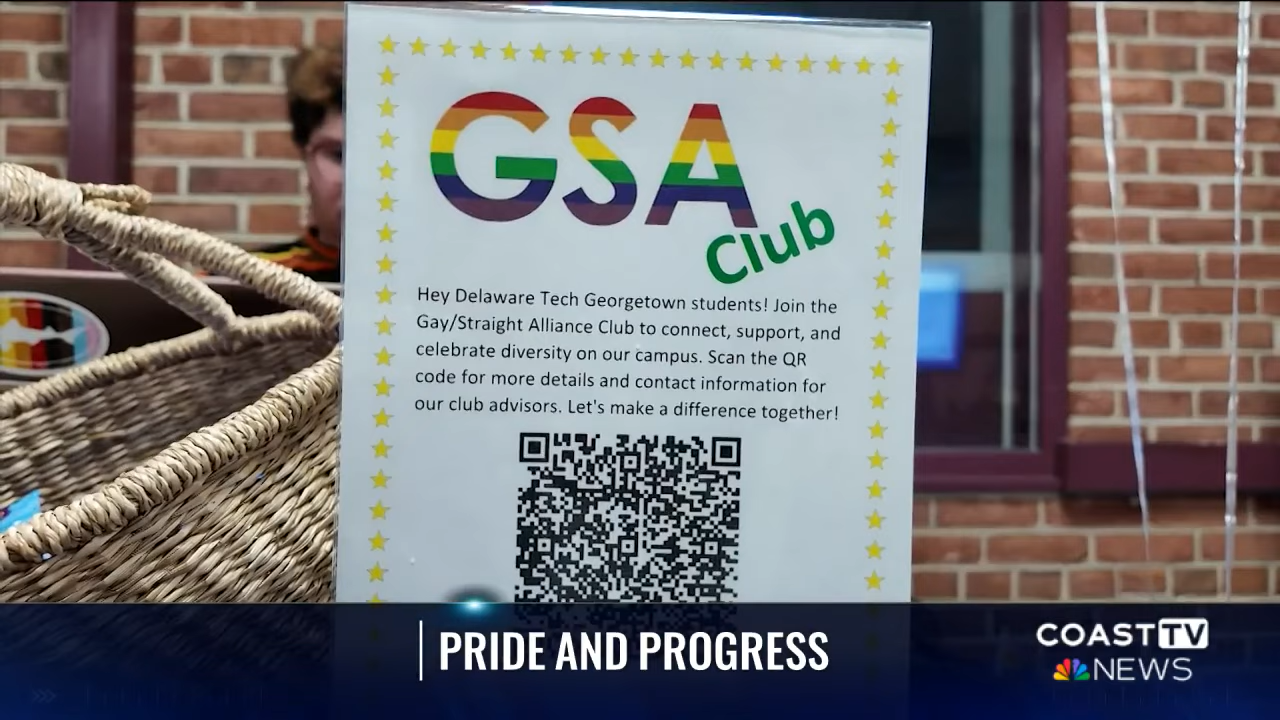 GSA
Club
Hey Delaware Tech Georgetown students! Join the
Gay/Straight Alliance Club to connect, support, and
celebrate diversity on our campus. Scan the QR
code for more details and contact information for
our club advisors. Let's make a difference together!
PRIDE AND PROGRESS
COAST TV
NEWS